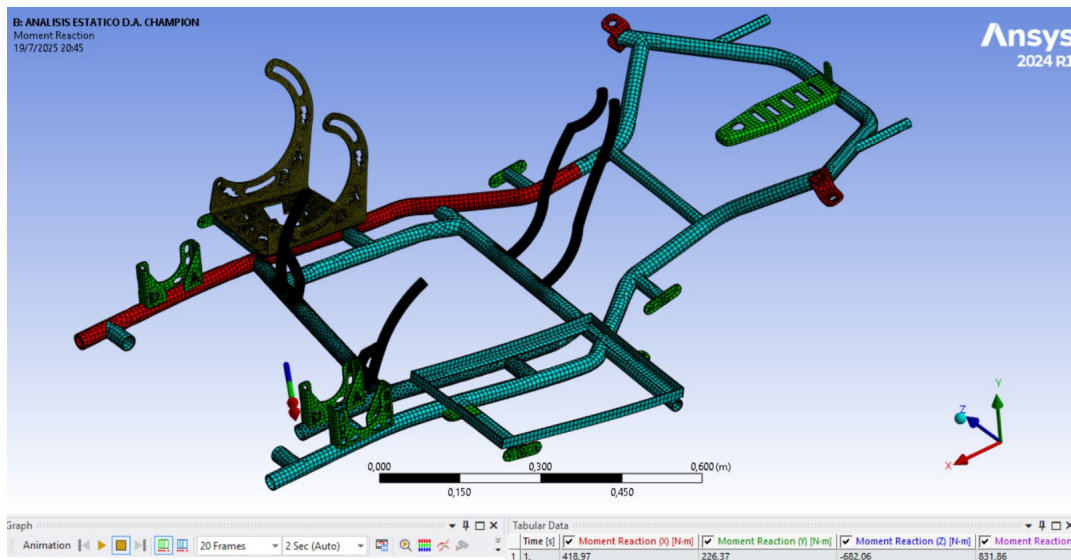 B: ANALISIS ESTATICO D.A. CHAMPION
Moment Reaction
19/7/2025 20:45
Ansys
2024 R1
Y
Z
X
0,000
0,300
0,600 (m)
0,150
0,450
Graph
Tabular Data
Animation
20 Frames
2 Sec (Auto)
Time [s]
Moment Reaction (X) [N-m]
Moment Reaction (Y) [N-m]
Moment Reaction (Z) [N-m]
Moment Reaction
1
1.
418.97
226.37
-682.06
831.86